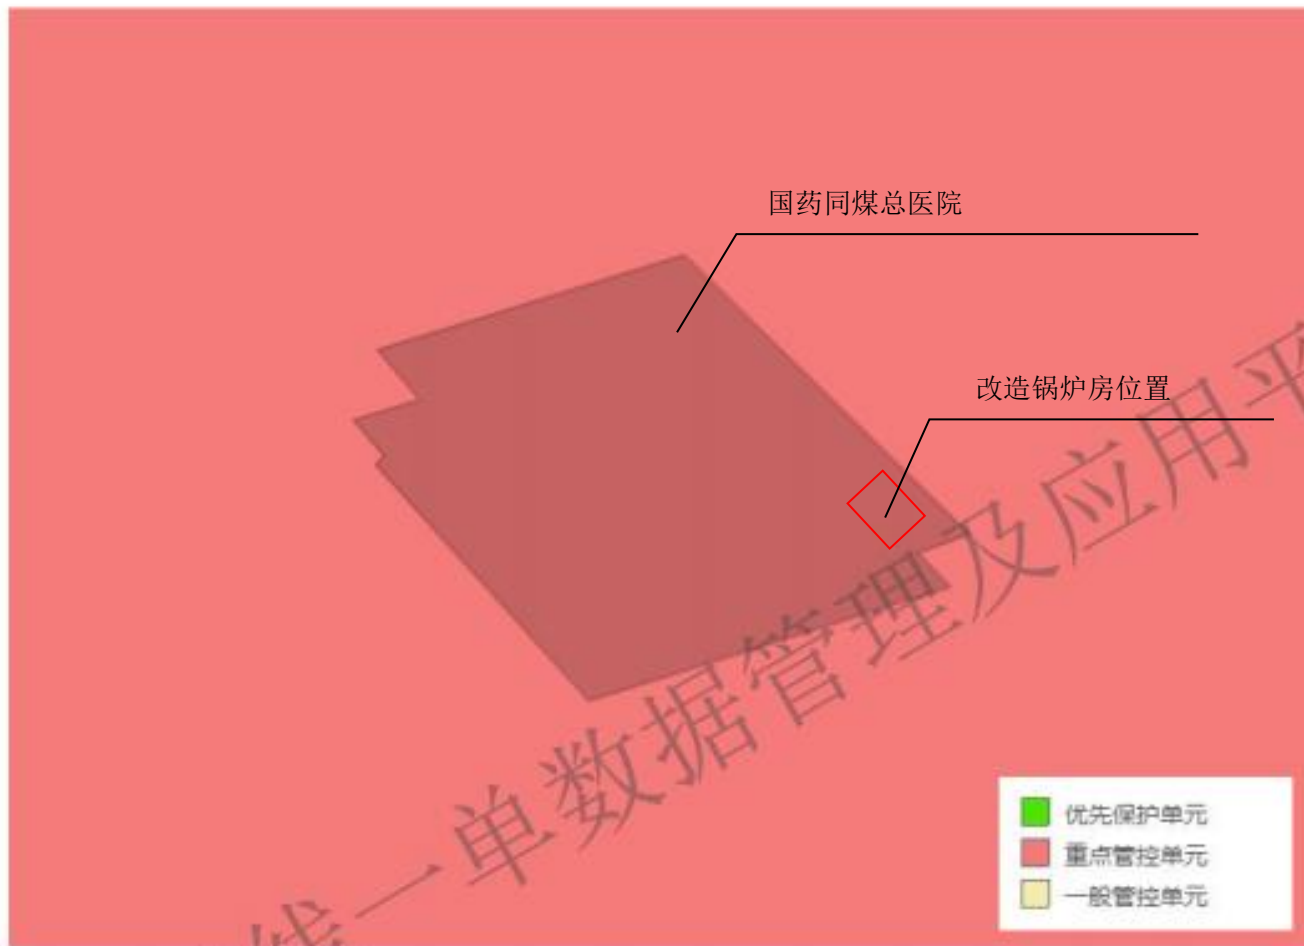 国药同煤总医院
改造锅炉房位置
线一单数据管理及应用平
优先保护单元
重点管控单元
一般管控单元